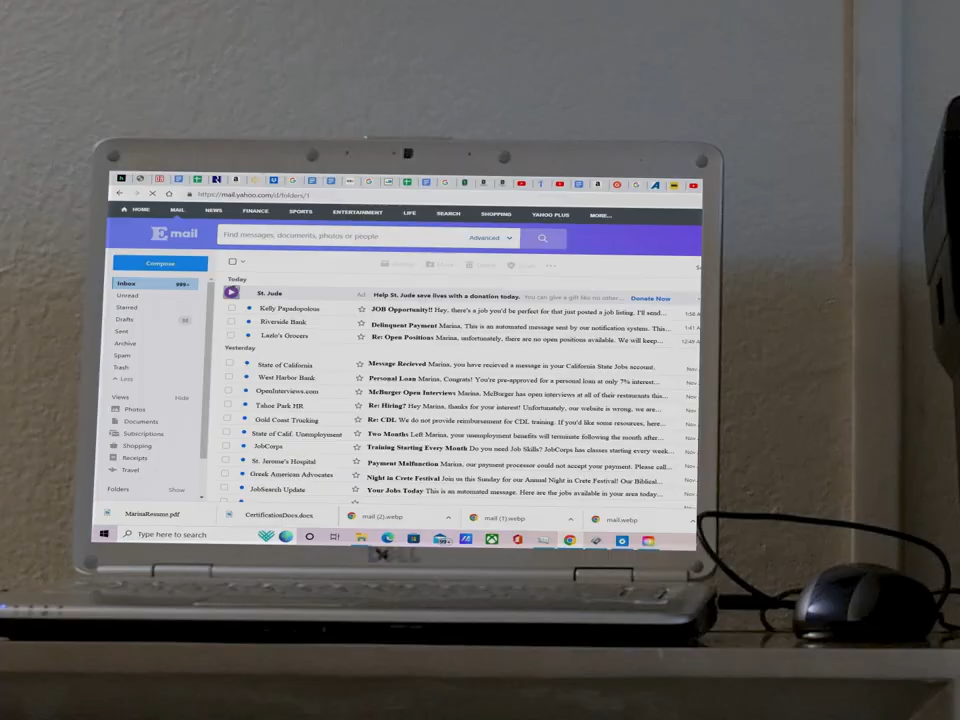 https://mail.yahoo.com/d/folders/1
HOME MAIL NEWS FINANCE SPORTS ENTERTAINMENT LIFE SEARCH SHOPPING YAHOO PLUS MORE...
Email Find messages, documents, photos or people Advanced
Compose
Inbox 999+
Unread
Starred
Drafts
Sent
Archive
Spam
Trash
Less
Views Hide
Photos
Documents
Subscriptions
Shopping
Receipts
Travel
Folders Show
Today
St. Jude Ad Help St. Jude save lives with a donation today. You can give a gift like no other... Donate Now
Kelly Papadopolous JOB Opportunity!! Hey, there's a job you'd be perfect for that just posted a job listing. I'll send...
Riverside Bank Delinquent Payment Marina, This is an automated message sent by our notification system. This...
Lazlo's Grocers Re: Open Positions Marina, unfortunately, there are no open positions available. We will keep...
Yesterday
State of California Message Recieved Marina, you have recieved a message in your California State Jobs account.
West Harbor Bank Personal Loan Marina, Congrats! You're pre-approved for a personal loan at only 7% interest...
OpenInterviews.com McBurger Open Interviews Marina, McBurger has open interviews at all of their restaurants this...
Tahoe Park HR Re: Hiring? Hey Marina, thanks for your interest! Unfortunately, our website is wrong, we are...
Gold Coast Trucking Re: CDL We do not provide reimbursement for CDL training. If you'd like some resources, here...
State of Calif. Unemployment Two Months Left Marina, your unemployment benefits will terminate following the month after...
JobCorps Training Starting Every Month Do you need Job Skills? JobCorps has classes starting every week...
St. Jerome's Hospital Payment Malfunction Marina, our payment processor could not accept your payment. Please call...
Greek American Advocates Night in Crete Festival Join us this Sunday for our Annual Night in Crete Festival! Our Biblical...
JobSearch Update Your Jobs Today This is an automated message. Here are the jobs available in your area today...
MarinaResume.pdf CertificationDocs.docx mail (2).webp mail (1).webp mail.webp
Type here to search 99+
DELL